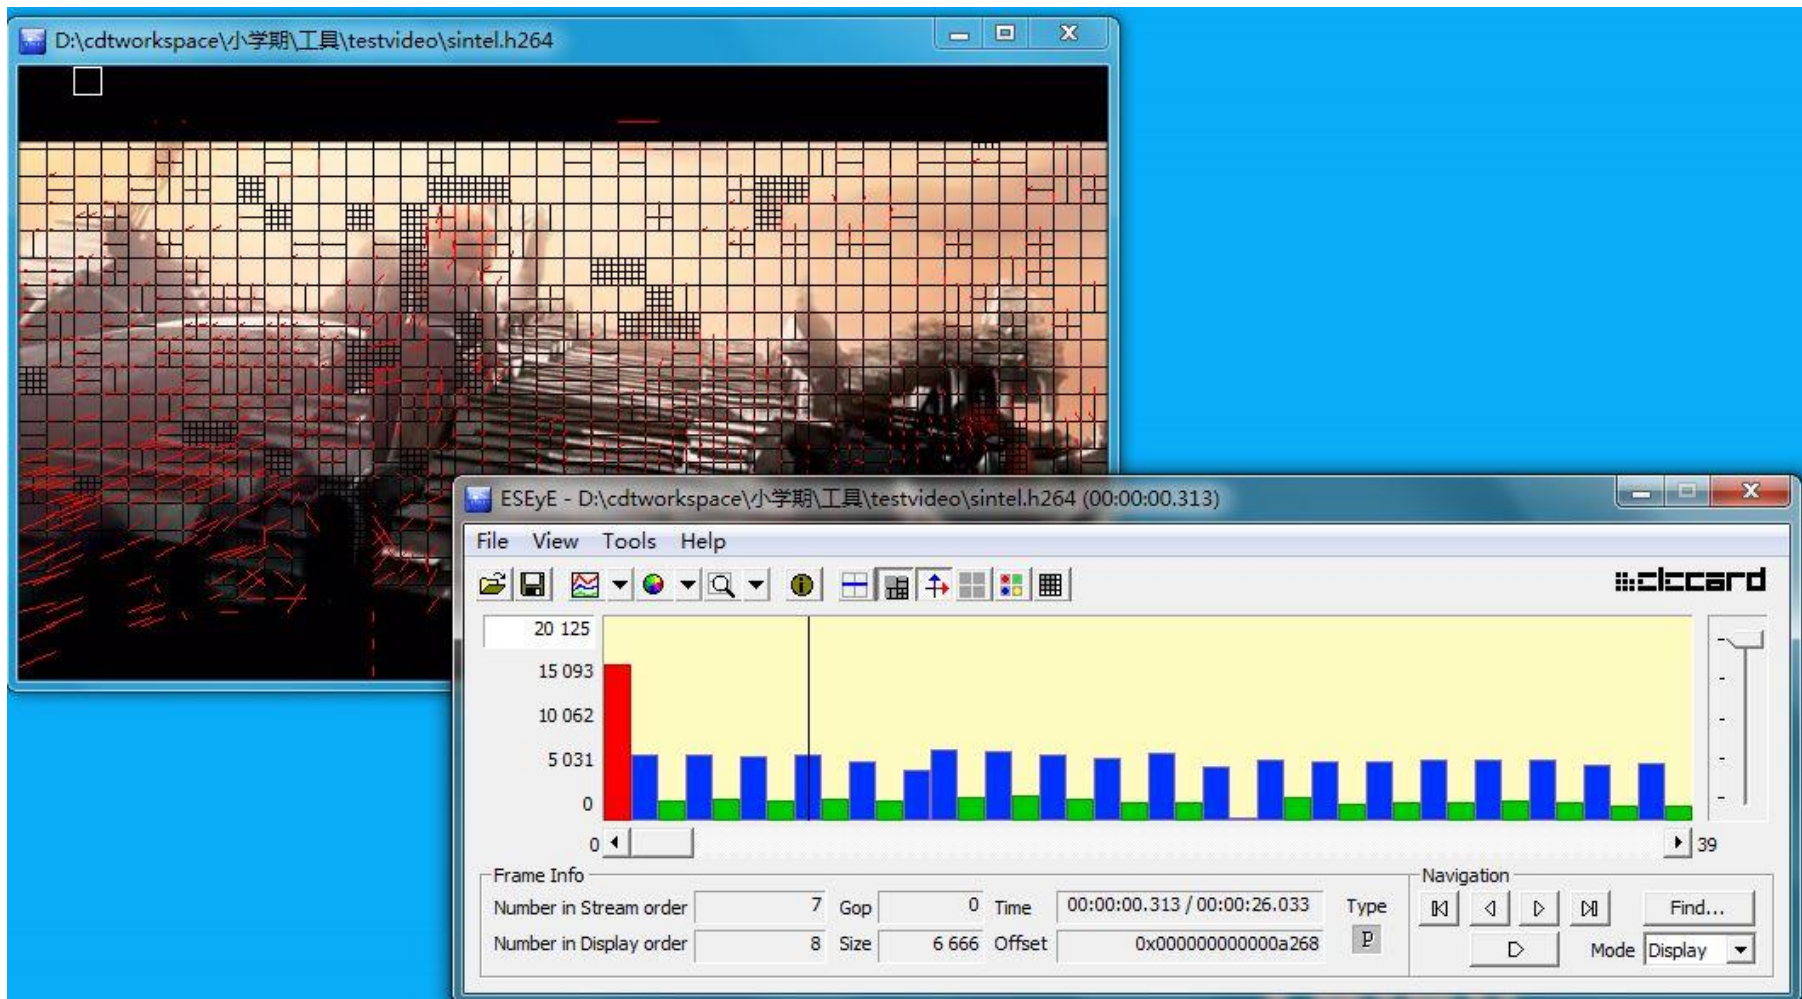 D:\cdtworkspace\小学期\工具\testvideo\sintel.h264
ESEyE - D:\cdtworkspace\小学期\工具\testvideo\sintel.h264 (00:00:00.313)
File View Tools Help
elecard
20 125
15 093
10 062
5 031
0
0 39
Frame Info
Number in Stream order 7 Gop 0 Time 00:00:00.313 / 00:00:26.033 Type
Number in Display order 8 Size 6 666 Offset 0x000000000000a268 P
Navigation
Find...
Mode Display